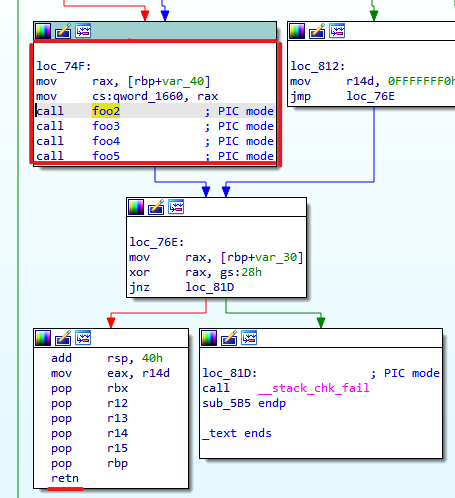 loc_74F:
mov rax, [rbp+var_40]
mov cs:qword_1660, rax
call foo2 ; PIC mode
call foo3 ; PIC mode
call foo4 ; PIC mode
call foo5 ; PIC mode
loc_812:
mov r14d, 0FFFFFFF0h
jmp loc_76E
loc_76E:
mov rax, [rbp+var_30]
xor rax, gs:28h
jnz loc_81D
add rsp, 40h
mov eax, r14d
pop rbx
pop r12
pop r13
pop r14
pop r15
pop rbp
retn
loc_81D: ; PIC mode
call __stack_chk_fail
sub_5B5 endp
_text ends